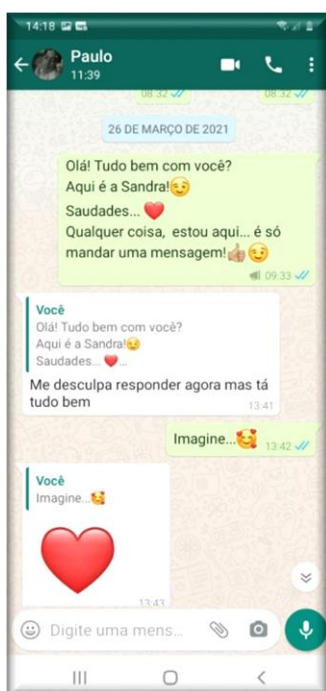 14:18
Paulo
11:39
08:32 08:32
26 DE MARÇO DE 2021
Olá! Tudo bem com você?
Aqui é a Sandra!😉
Saudades... ❤️
Qualquer coisa, estou aqui... é só
mandar uma mensagem!👍🏼😉
09:33
Você
Olá! Tudo bem com você?
Aqui é a Sandra!😉
Saudades... ❤️...
Me desculpa responder agora mas tá
tudo bem
13:41
Imagine...🥰
13:42
Você
Imagine...🥰
❤️
13:43
Digite uma mens...